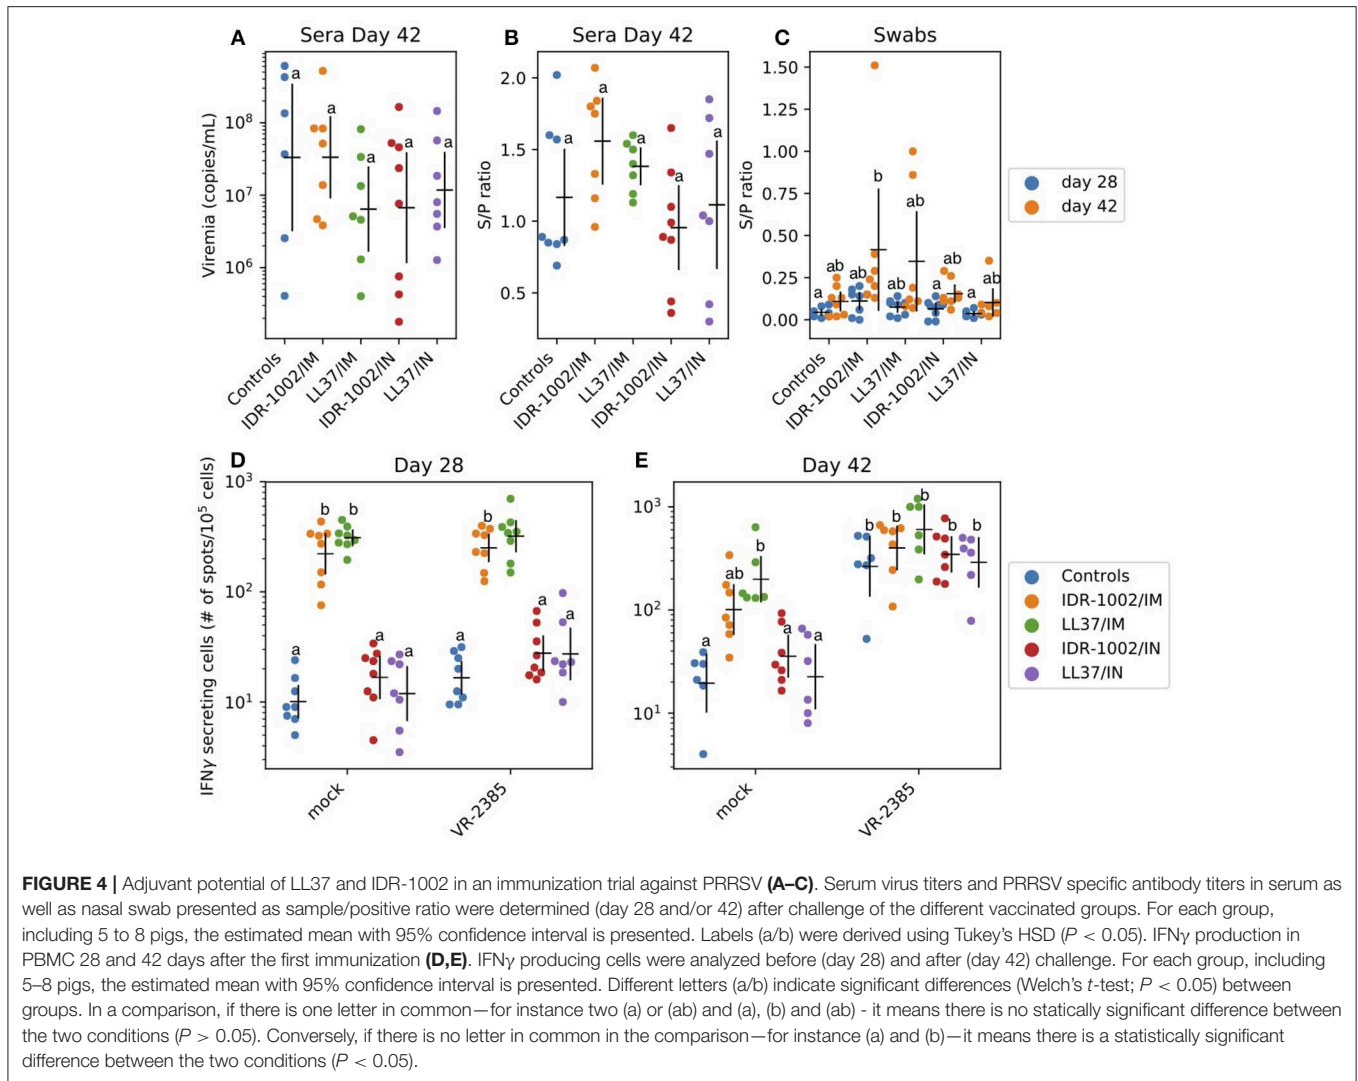 A
Sera Day 42
Viremia (copies/mL)
10^8
10^7
10^6
a
a
a
a
a
Controls
IDR-1002/IM
LL37/IM
IDR-1002/IN
LL37/IN
B
Sera Day 42
S/P ratio
2.0
1.5
1.0
0.5
a
a
a
a
a
Controls
IDR-1002/IM
LL37/IM
IDR-1002/IN
LL37/IN
C
Swabs
S/P ratio
1.50
1.25
1.00
0.75
0.50
0.25
0.00
a
ab
ab
b
ab
ab
a
ab
a
ab
Controls
IDR-1002/IM
LL37/IM
IDR-1002/IN
LL37/IN
day 28
day 42
D
Day 28
IFNγ secreting cells (# of spots/10^5 cells)
10^3
10^2
10^1
a
b
b
a
a
a
b
b
a
a
mock
VR-2385
E
Day 42
10^3
10^2
10^1
a
ab
b
a
a
b
b
b
b
b
mock
VR-2385
Controls
IDR-1002/IM
LL37/IM
IDR-1002/IN
LL37/IN
FIGURE 4 | Adjuvant potential of LL37 and IDR-1002 in an immunization trial against PRRSV (A–C). Serum virus titers and PRRSV specific antibody titers in serum as
well as nasal swab presented as sample/positive ratio were determined (day 28 and/or 42) after challenge of the different vaccinated groups. For each group,
including 5 to 8 pigs, the estimated mean with 95% confidence interval is presented. Labels (a/b) were derived using Tukey's HSD (P < 0.05). IFNγ production in
PBMC 28 and 42 days after the first immunization (D,E). IFNγ producing cells were analyzed before (day 28) and after (day 42) challenge. For each group, including
5–8 pigs, the estimated mean with 95% confidence interval is presented. Different letters (a/b) indicate significant differences (Welch's t-test; P < 0.05) between
groups. In a comparison, if there is one letter in common—for instance two (a) or (ab) and (a), (b) and (ab) - it means there is no statically significant difference between
the two conditions (P > 0.05). Conversely, if there is no letter in common in the comparison—for instance (a) and (b)—it means there is a statistically significant
difference between the two conditions (P < 0.05).